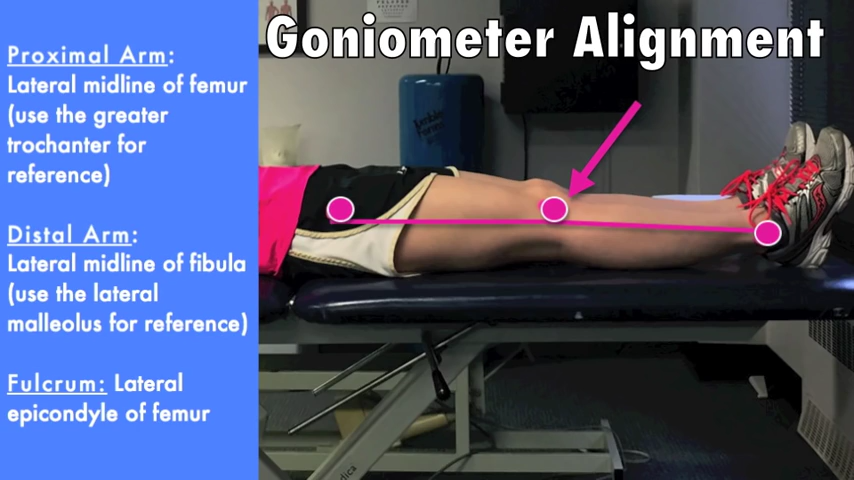 Goniometer Alignment
Proximal Arm:
Lateral midline of femur
(use the greater
trochanter for
reference)
Distal Arm:
Lateral midline of fibula
(use the lateral
malleolus for reference)
Fulcrum: Lateral
epicondyle of femur